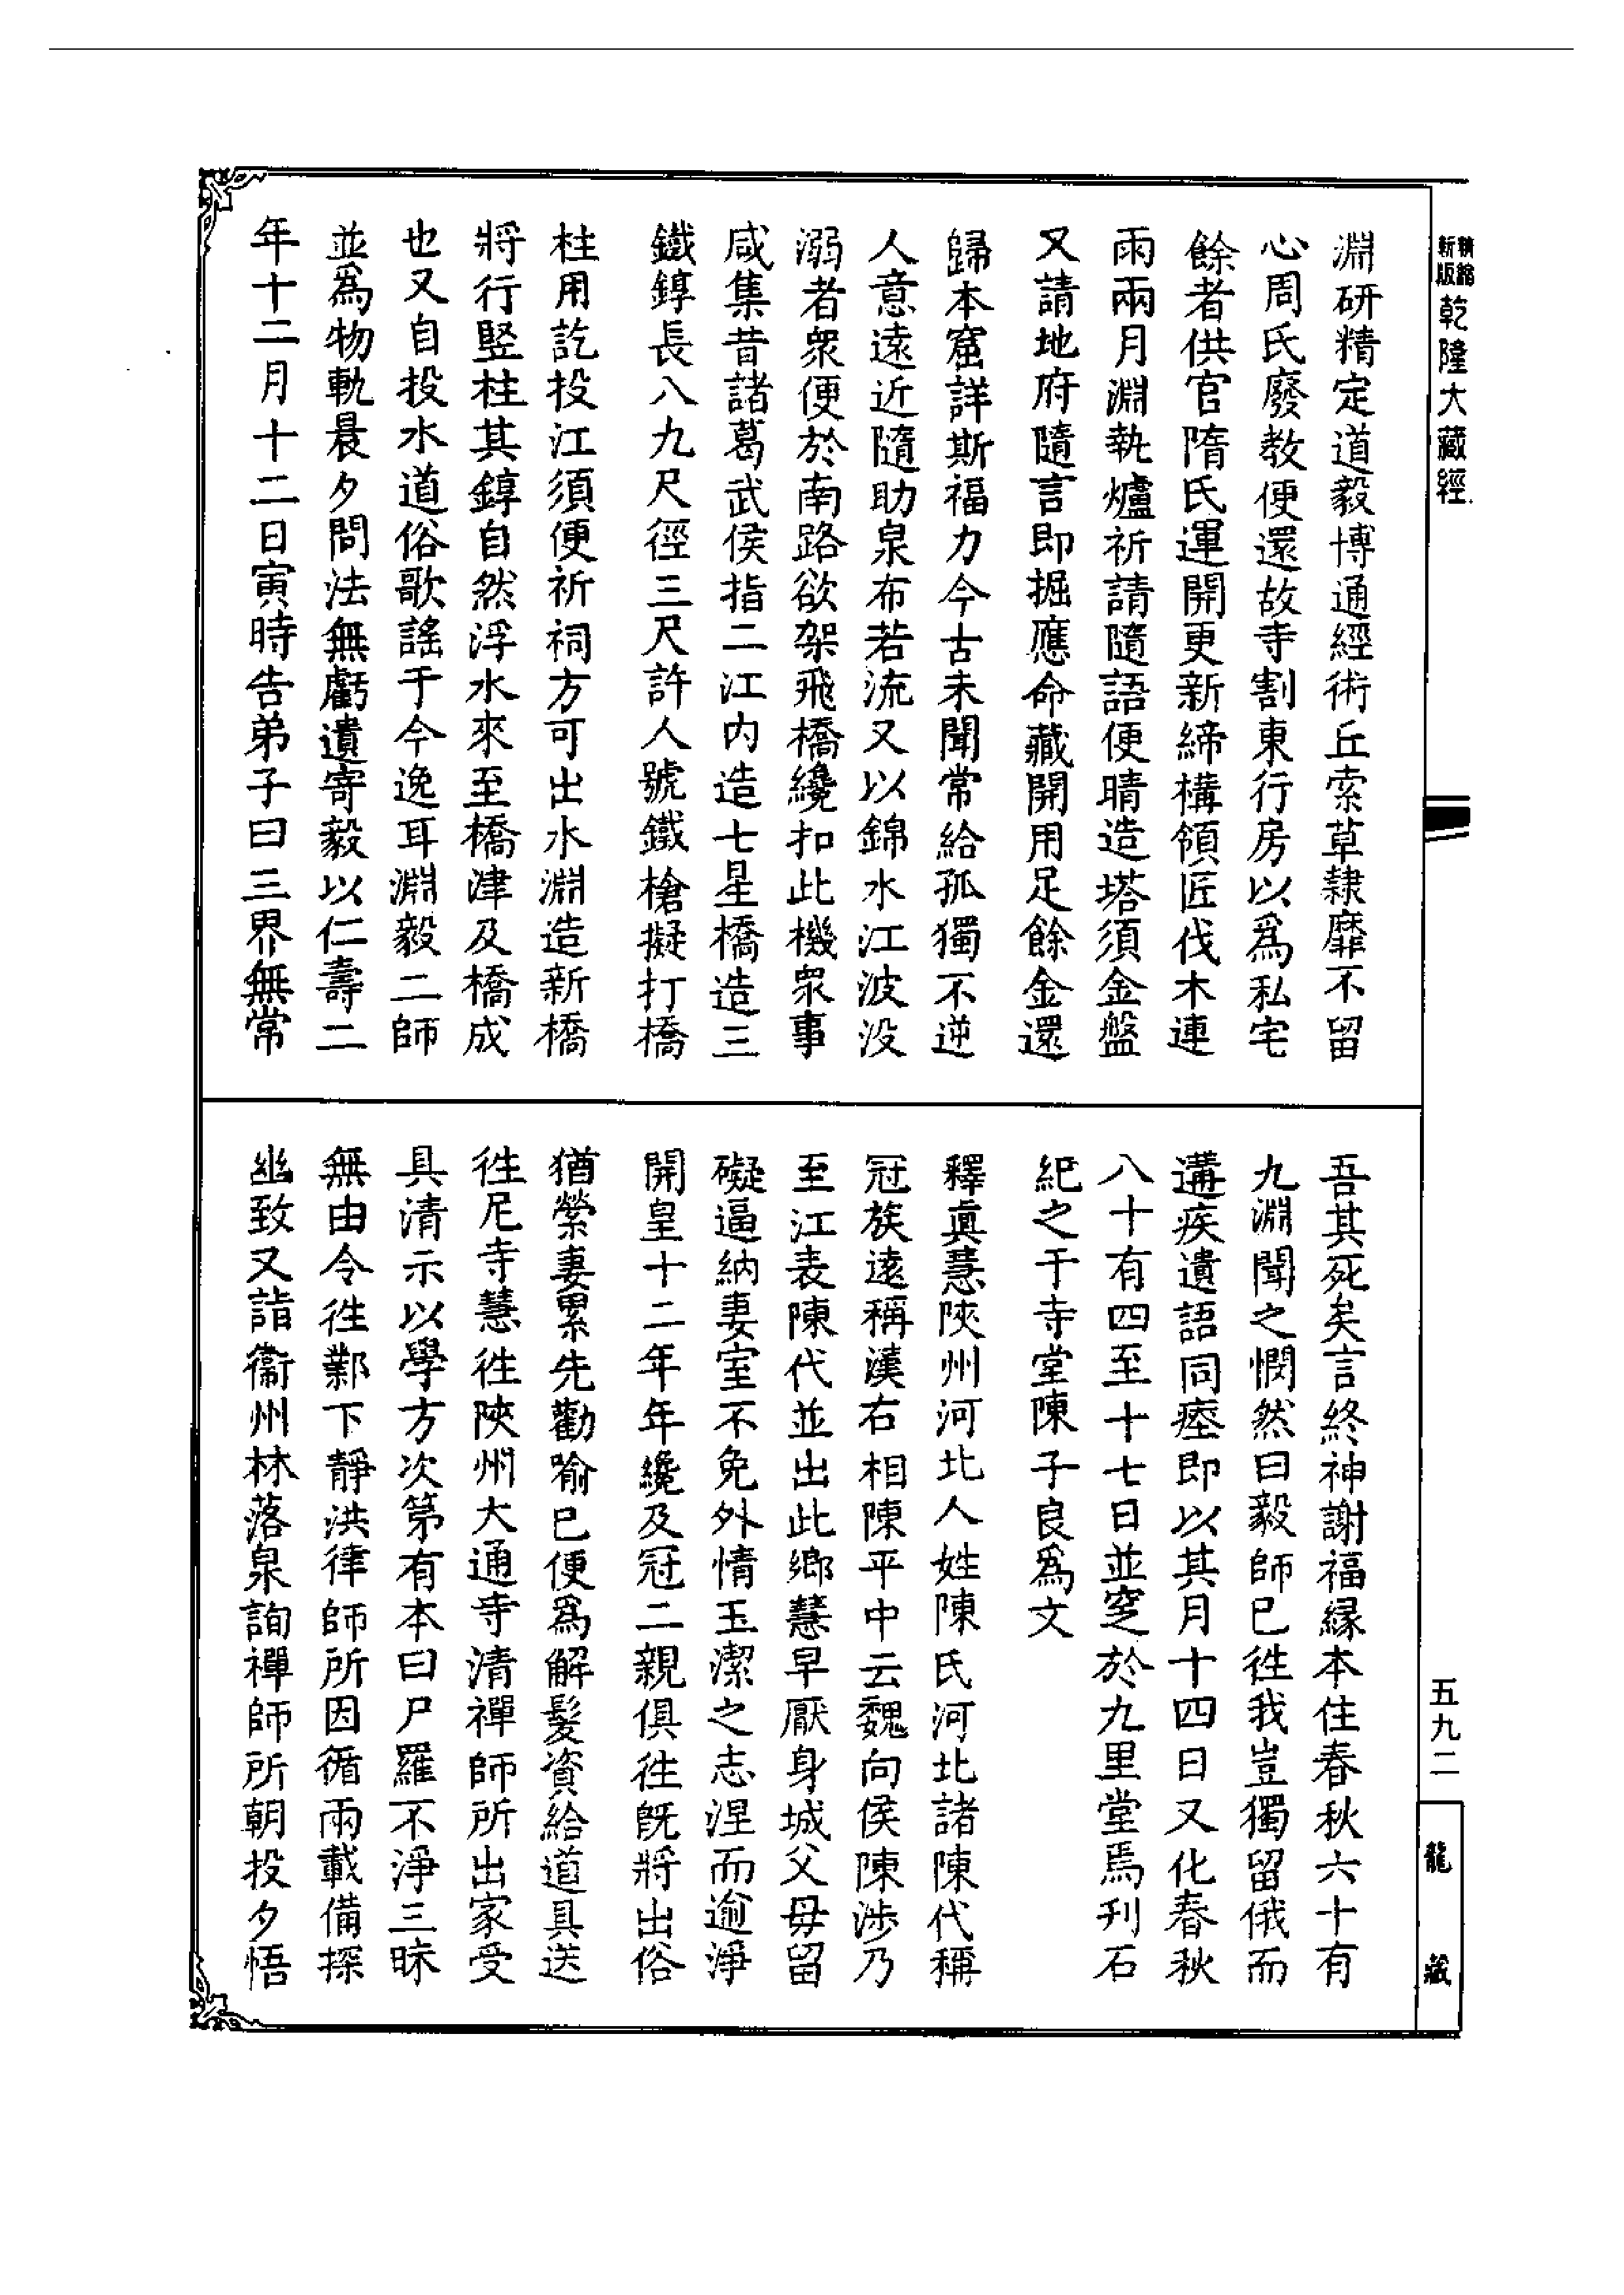 精縮新版乾隆大藏經
淵研精定道毅博通經術丘索草隸靡不留
心周氏廢教便還故寺割東行房以爲私宅
餘者供官隋氏運開更新締構領匠伐木連
雨兩月淵執爐祈請隨語便晴造塔須金盤
又請地府隨言即掘應命藏開用足餘金還
歸本窟詳斯福力今古未聞常給孤獨不逆
人意遠近隨助泉布若流又以錦水江波没
溺者衆便於南路欲架飛橋纔扣此機衆事
咸集昔諸葛武侯指二江内造七星橋造三
鐵錞長八九尺徑三尺許人號鐵槍擬打橋
柱用訖投江須便祈祠方可出水淵造新橋
將行竪柱其錞自然浮水來至橋津及橋成
也又自投水道俗歌謠于今逸耳淵毅二師
並爲物軌晨夕問法無虧遺寄毅以仁壽二
年十二月十二日寅時告弟子曰三界無常
吾其死矣言終神謝福縁本住春秋六十有
九淵聞之憫然曰毅師已徃我豈獨留俄而
遘疾遺語同瘞即以其月十四日又化春秋
八十有四至十七日並窆於九里堂焉刋石
紀之于寺堂陳子良爲文
釋眞慧陝州河北人姓陳氏河北諸陳代稱
冠族遠稱漢右相陳平中云魏向侯陳涉乃
至江表陳代並出此鄉慧早厭身城父毋留
礙逼納妻室不免外情玉潔之志涅而逾淨
開皇十二年年纔及冠二親俱徃旣將出俗
猶縈妻累先勸喻已便爲解髮資給道具送
徃尼寺慧徃陝州大通寺清禪師所出家受
具清示以學方次第有本曰尸羅不淨三昧
無由令徃鄴下靜洪律師所因循兩載備探
幽致又詣衞州林落泉詢禪師所朝投夕悟
五九二
龍藏